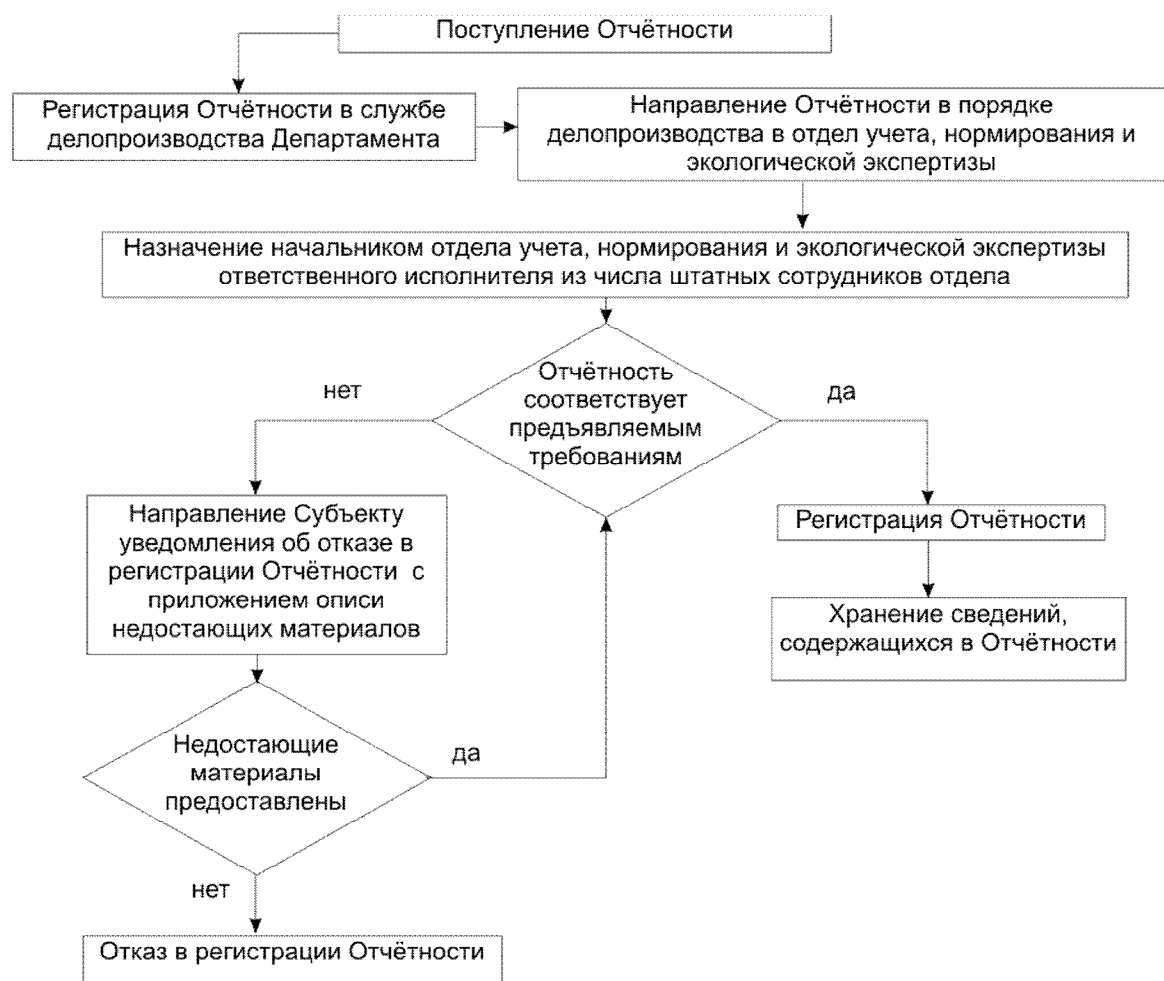 Поступление Отчётности
Регистрация Отчётности в службе
делопроизводства Департамента
Направление Отчётности в порядке
делопроизводства в отдел учета, нормирования и
экологической экспертизы
Назначение начальником отдела учета, нормирования и экологической экспертизы
ответственного исполнителя из числа штатных сотрудников отдела
Отчётность
соответствует
предъявляемым
требованиям
нет
да
Направление Субъекту
уведомления об отказе в
регистрации Отчётности с
приложением описи
недостающих материалов
Регистрация Отчётности
Хранение сведений,
содержащихся в Отчётности
Недостающие
материалы
предоставлены
да
нет
Отказ в регистрации Отчётности